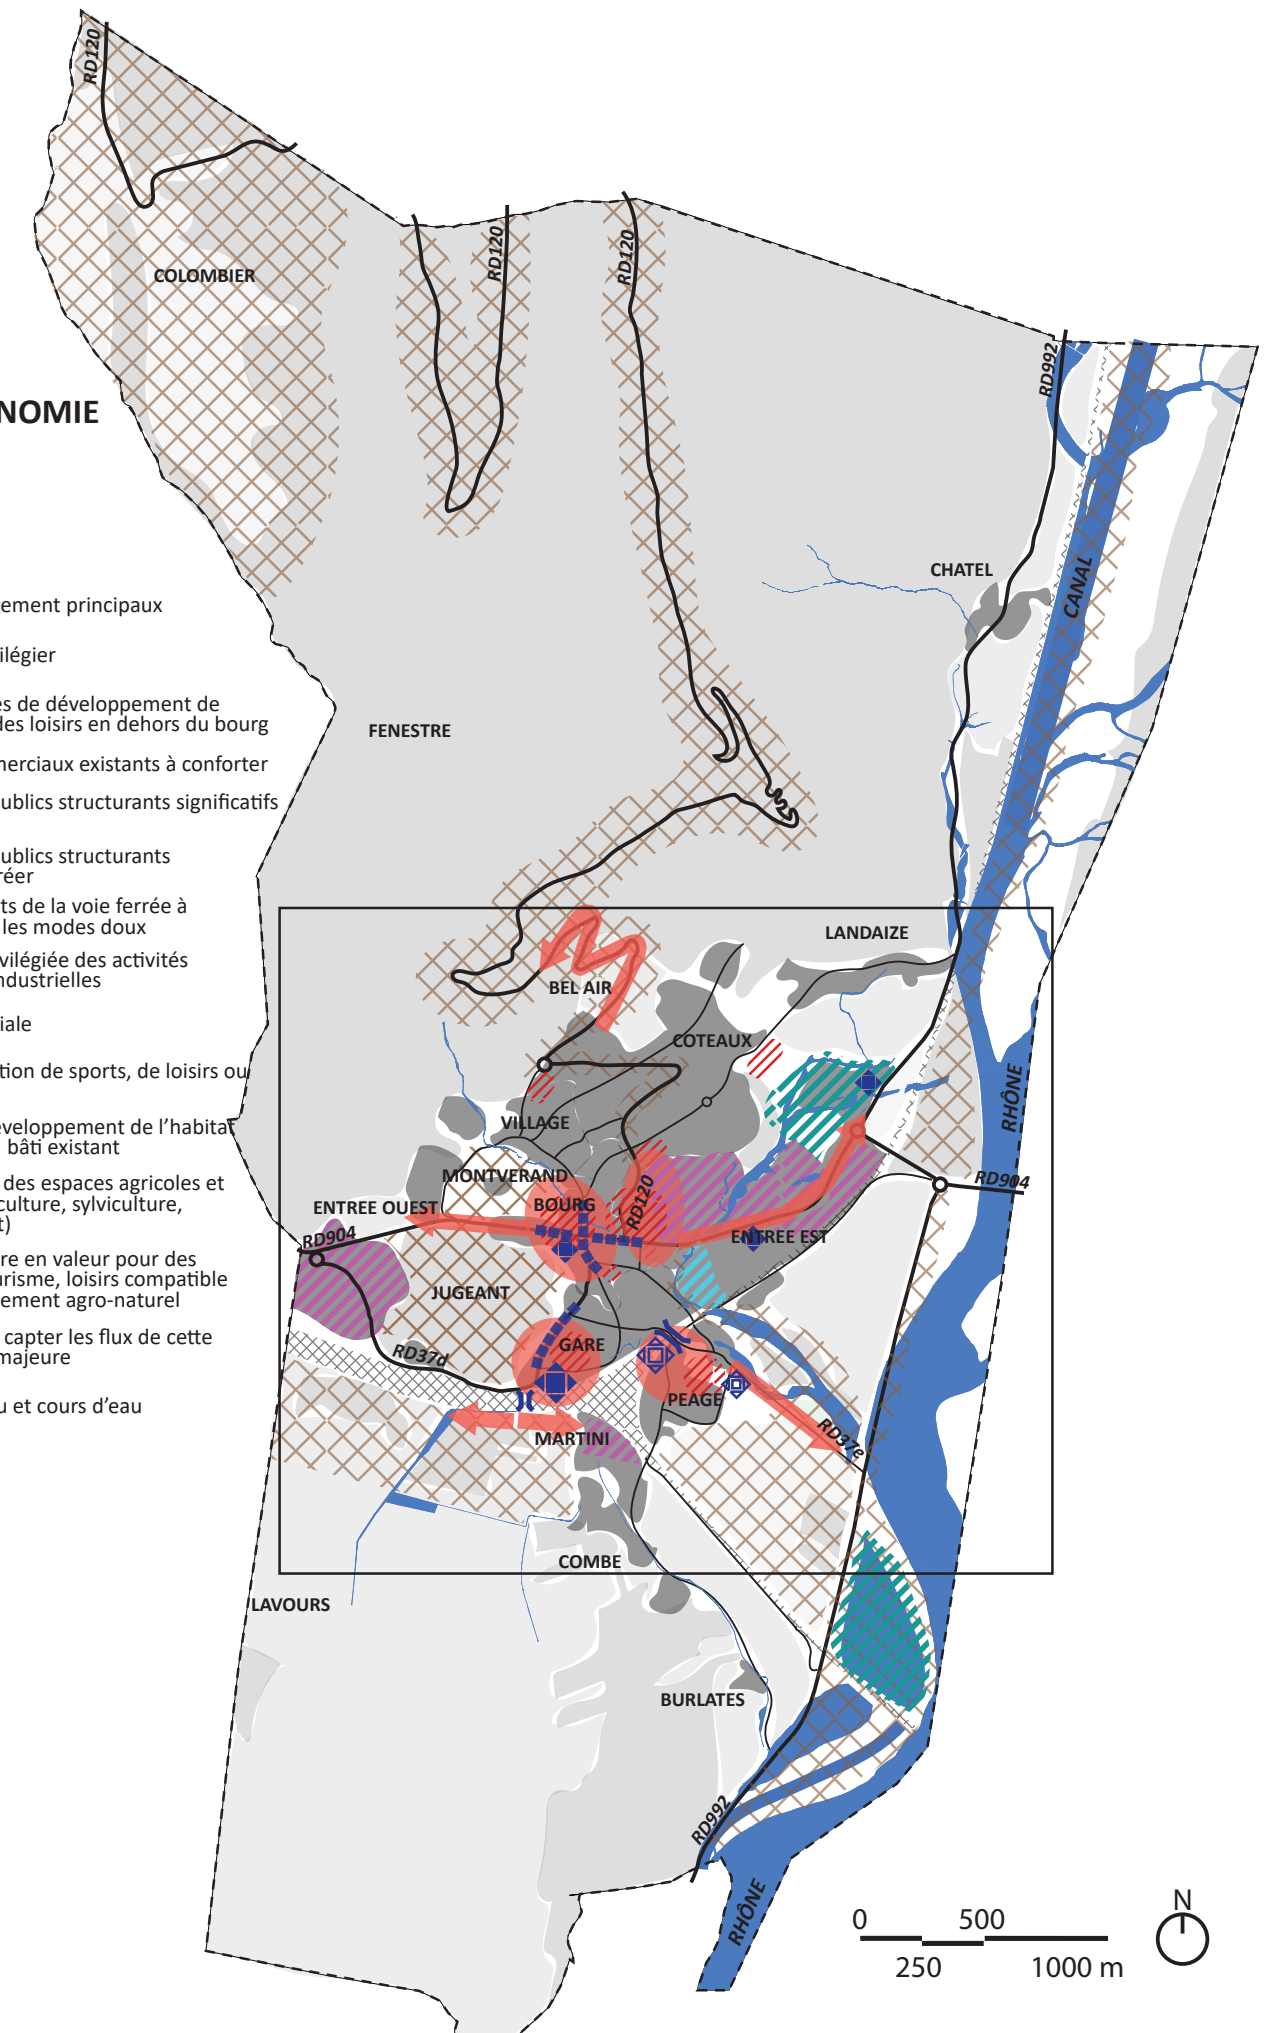 RD120
RD120
RD120
COLOMBIER
RD992
NOMIE
CANAL
CHATEL
gement principaux
ilégier
es de développement de
des loisirs en dehors du bourg
FENESTRE
merciaux existants à conforter
ublics structurants significatifs
ublics structurants
réer
ts de la voie ferrée à
les modes doux
LANDAIZE
vilégiée des activités
ndustrielles
BEL AIR
iale
COTEAUX
tion de sports, de loisirs ou
RHÔNE
VILLAGE
éveloppement de l’habitat
bâti existant
MONTVERAND
des espaces agricoles et
culture, sylviculture,
t)
RD904
ENTREE OUEST
BOURG
RD120
RD904
ENTREE EST
re en valeur pour des
urisme, loisirs compatible
nement agro-naturel
JUGEANT
capter les flux de cette
majeure
RD37d
GARE
PEAGE
u et cours d’eau
MARTINI
RD37e
COMBE
LAVOURS
BURLATES
RD992
RHÔNE
N
0 500
250 1000 m